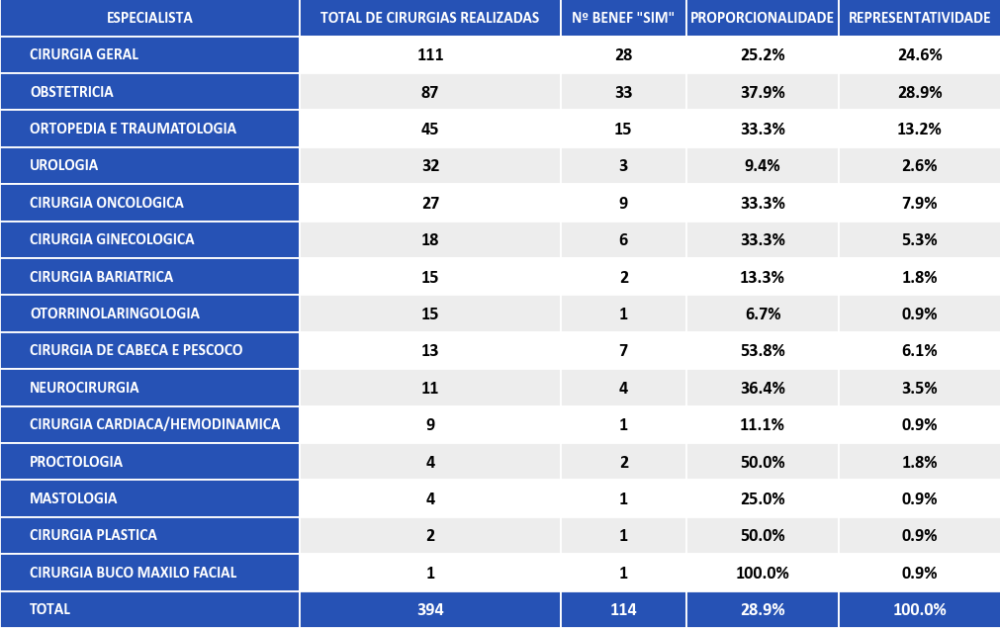 ESPECIALISTA TOTAL DE CIRURGIAS REALIZADAS Nº BENEF "SIM" PROPORCIONALIDADE REPRESENTATIVIDADE
CIRURGIA GERAL 111 28 25.2% 24.6%
OBSTETRICIA 87 33 37.9% 28.9%
ORTOPEDIA E TRAUMATOLOGIA 45 15 33.3% 13.2%
UROLOGIA 32 3 9.4% 2.6%
CIRURGIA ONCOLOGICA 27 9 33.3% 7.9%
CIRURGIA GINECOLOGICA 18 6 33.3% 5.3%
CIRURGIA BARIATRICA 15 2 13.3% 1.8%
OTORRINOLARINGOLOGIA 15 1 6.7% 0.9%
CIRURGIA DE CABECA E PESCOCO 13 7 53.8% 6.1%
NEUROCIRURGIA 11 4 36.4% 3.5%
CIRURGIA CARDIACA/HEMODINAMICA 9 1 11.1% 0.9%
PROCTOLOGIA 4 2 50.0% 1.8%
MASTOLOGIA 4 1 25.0% 0.9%
CIRURGIA PLASTICA 2 1 50.0% 0.9%
CIRURGIA BUCO MAXILO FACIAL 1 1 100.0% 0.9%
TOTAL 394 114 28.9% 100.0%